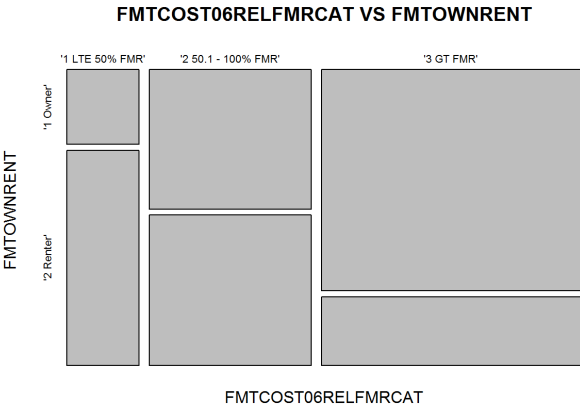 FMTCOST06RELFMRCAT VS FMTOWNRENT
'1 LTE 50% FMR' '2 50.1 - 100% FMR' '3 GT FMR'
'1 Owner'
FMTOWNRENT
'2 Renter'
FMTCOST06RELFMRCAT